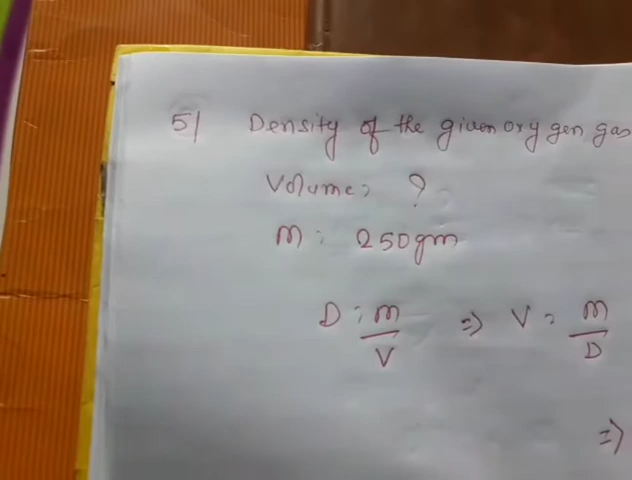 5| Density of the given oxygen gas
Volume = ?
m = 250gm
D = m/V ⇒ V = m/D
⇒